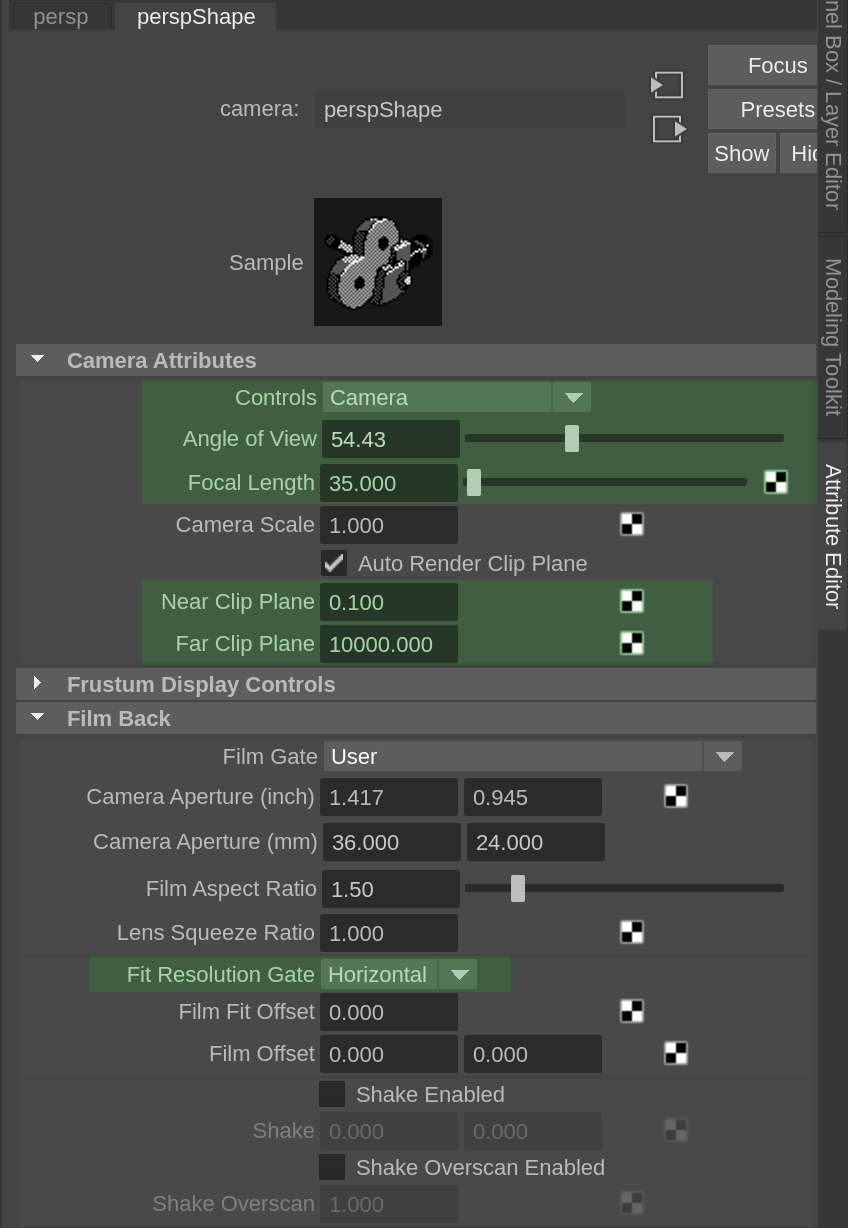 persp perspShape
camera: perspShape
Focus
Presets
Show
Sample
Camera Attributes
Controls Camera
Angle of View 54.43
Focal Length 35.000
Camera Scale 1.000
Auto Render Clip Plane
Near Clip Plane 0.100
Far Clip Plane 10000.000
Frustum Display Controls
Film Back
Film Gate User
Camera Aperture (inch) 1.417 0.945
Camera Aperture (mm) 36.000 24.000
Film Aspect Ratio 1.50
Lens Squeeze Ratio 1.000
Fit Resolution Gate Horizontal
Film Fit Offset 0.000
Film Offset 0.000 0.000
Shake Enabled
Shake 0.000 0.000
Shake Overscan Enabled
Shake Overscan 1.000
Box / Layer Editor
Modeling Toolkit
Attribute Editor